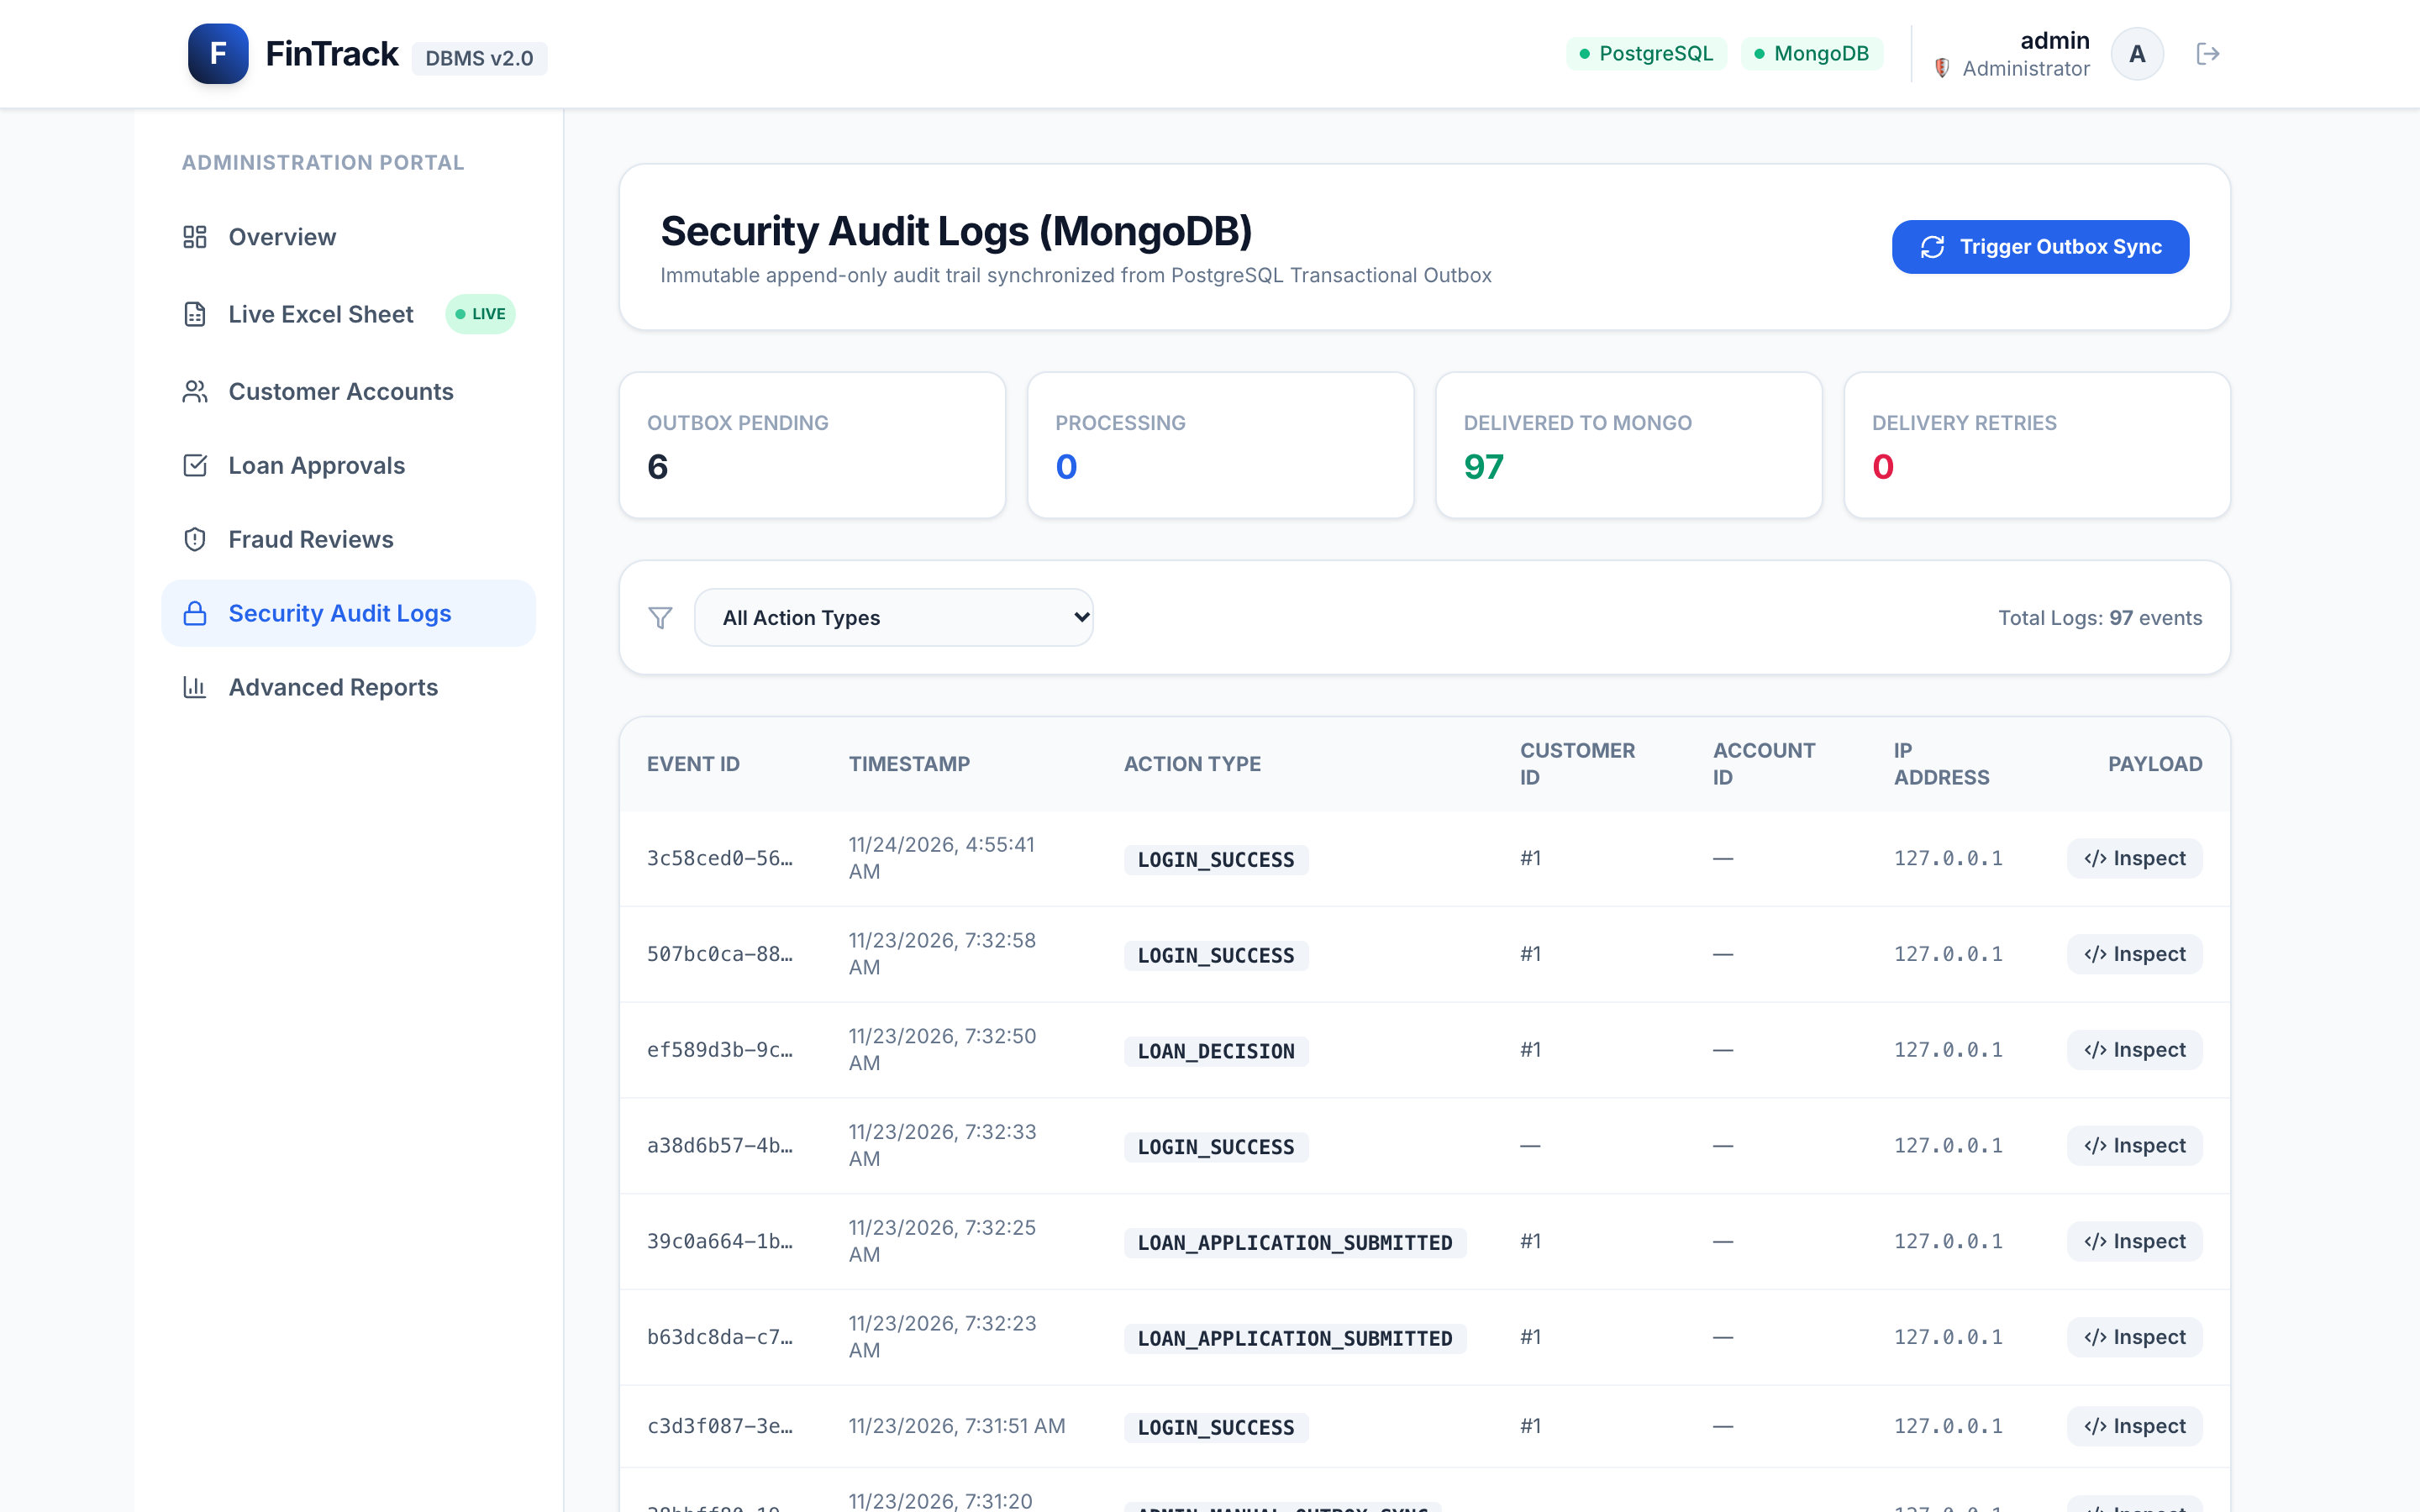 F
FinTrack DBMS v2.0
PostgreSQL
MongoDB
admin
Administrator
A
ADMINISTRATION PORTAL
Overview
Live Excel Sheet LIVE
Customer Accounts
Loan Approvals
Fraud Reviews
Security Audit Logs
Advanced Reports
Security Audit Logs (MongoDB)
Immutable append-only audit trail synchronized from PostgreSQL Transactional Outbox
Trigger Outbox Sync
OUTBOX PENDING
6
PROCESSING
0
DELIVERED TO MONGO
97
DELIVERY RETRIES
0
All Action Types
Total Logs: 97 events
EVENT ID TIMESTAMP ACTION TYPE CUSTOMER ID ACCOUNT ID IP ADDRESS PAYLOAD
3c58ced0-56… 11/24/2026, 4:55:41 AM LOGIN_SUCCESS #1 — 127.0.0.1 </> Inspect
507bc0ca-88… 11/23/2026, 7:32:58 AM LOGIN_SUCCESS #1 — 127.0.0.1 </> Inspect
ef589d3b-9c… 11/23/2026, 7:32:50 AM LOAN_DECISION #1 — 127.0.0.1 </> Inspect
a38d6b57-4b… 11/23/2026, 7:32:33 AM LOGIN_SUCCESS — — 127.0.0.1 </> Inspect
39c0a664-1b… 11/23/2026, 7:32:25 AM LOAN_APPLICATION_SUBMITTED #1 — 127.0.0.1 </> Inspect
b63dc8da-c7… 11/23/2026, 7:32:23 AM LOAN_APPLICATION_SUBMITTED #1 — 127.0.0.1 </> Inspect
c3d3f087-3e… 11/23/2026, 7:31:51 AM LOGIN_SUCCESS #1 — 127.0.0.1 </> Inspect
11/23/2026, 7:31:20